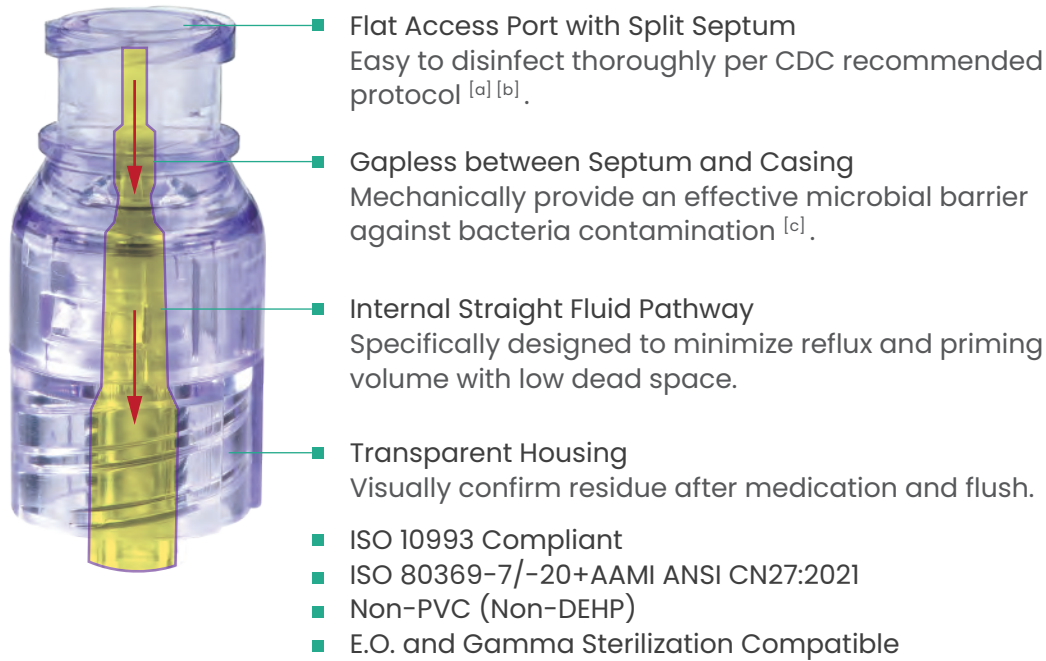 Flat Access Port with Split Septum
Easy to disinfect thoroughly per CDC recommended
protocol [a] [b] .
Gapless between Septum and Casing
Mechanically provide an effective microbial barrier
against bacteria contamination [c] .
Internal Straight Fluid Pathway
Specifically designed to minimize reflux and priming
volume with low dead space.
Transparent Housing
Visually confirm residue after medication and flush.
ISO 10993 Compliant
ISO 80369-7/-20+AAMI ANSI CN27:2021
Non-PVC (Non-DEHP)
E.O. and Gamma Sterilization Compatible